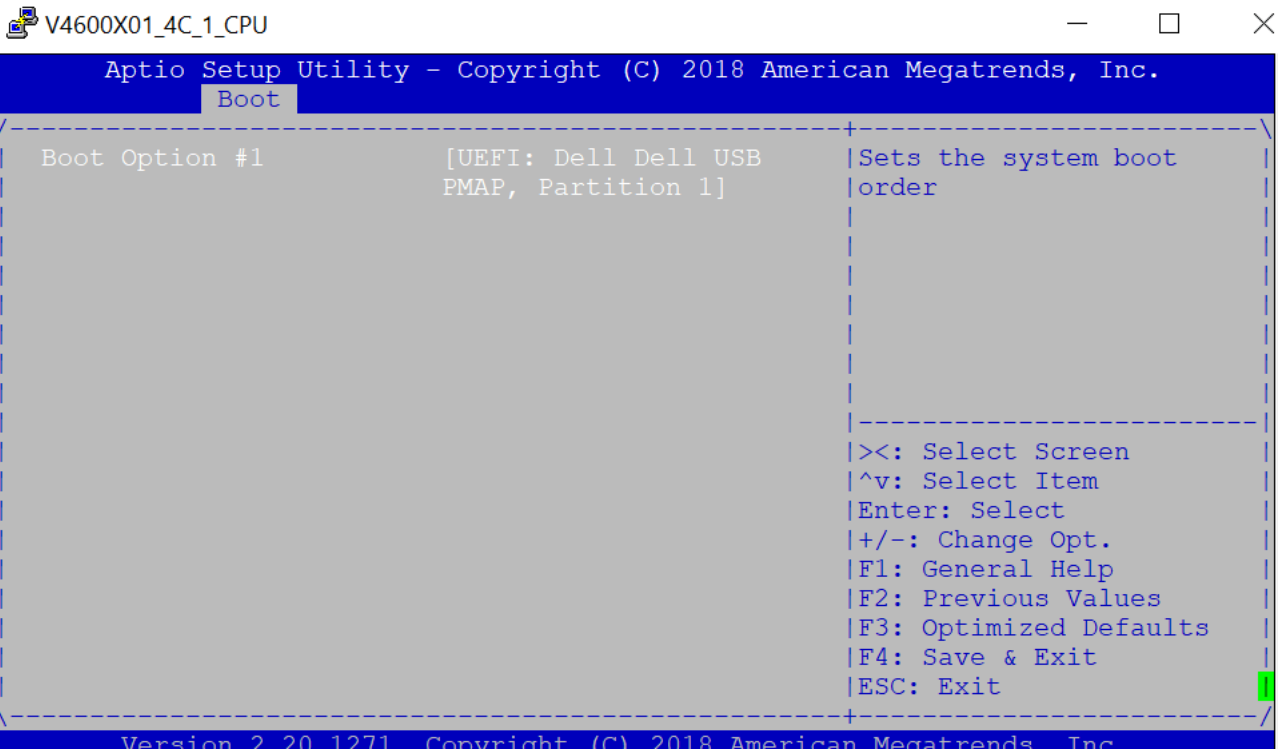 V4600X01_4C_1_CPU
Aptio Setup Utility - Copyright (C) 2018 American Megatrends, Inc.
Boot
Boot Option #1 [UEFI: Dell Dell USB
PMAP, Partition 1]
Sets the system boot
order
><: Select Screen
^v: Select Item
Enter: Select
+/-: Change Opt.
F1: General Help
F2: Previous Values
F3: Optimized Defaults
F4: Save & Exit
ESC: Exit
Version 2.20.1271. Copyright (C) 2018 American Megatrends, Inc.